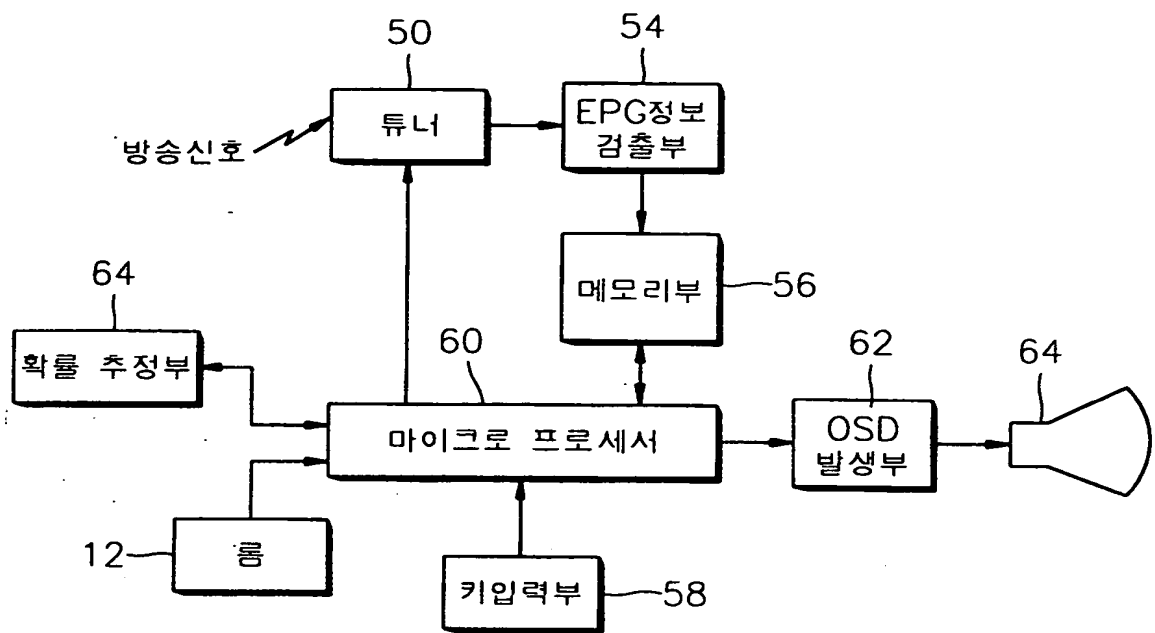 50
54
튜너
EPG정보
검출부
방송신호
메모리부
56
64
확률 추정부
60
마이크로 프로세서
62
OSD
발생부
64
12
롬
키입력부
58